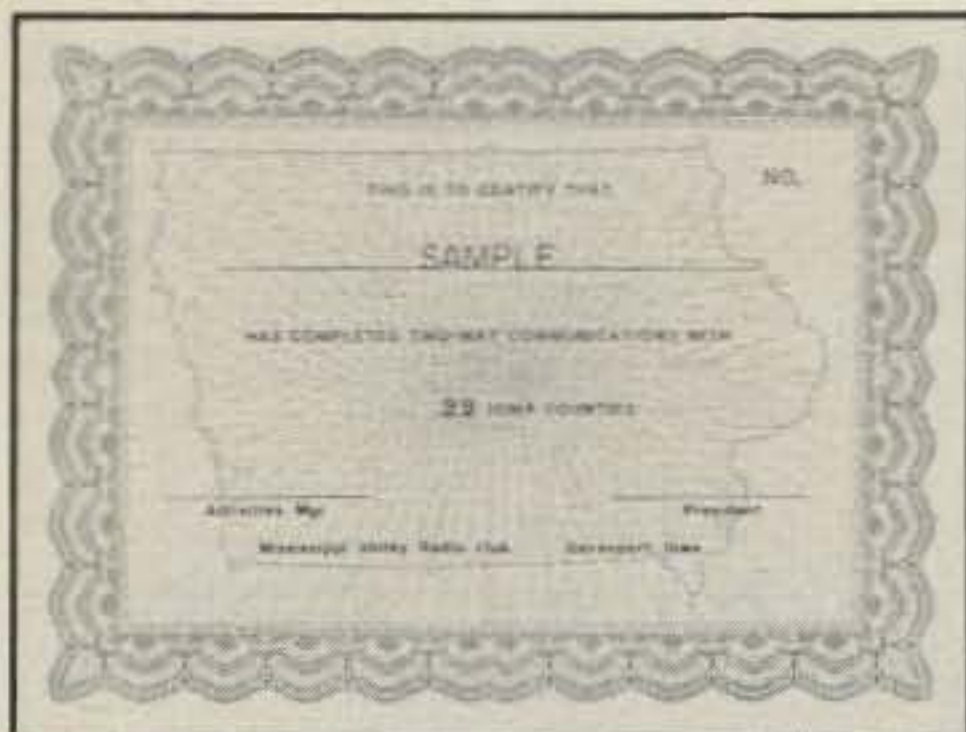 NO.
THIS IS TO CERTIFY THAT
SAMPLE
HAS COMPLETED TWO-WAY COMMUNICATIONS WITH
IOWA COUNTIES
Activities Mgr President
Mississippi Valley Radio Club Davenport Iowa